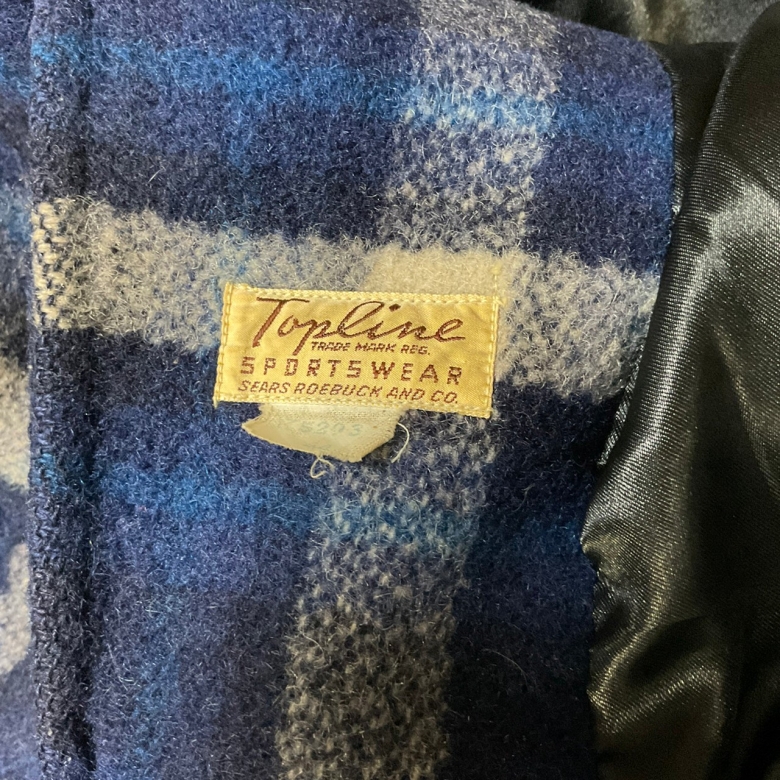 Topline
TRADE MARK REG.
SPORTSWEAR
SEARS ROEBUCK AND CO.